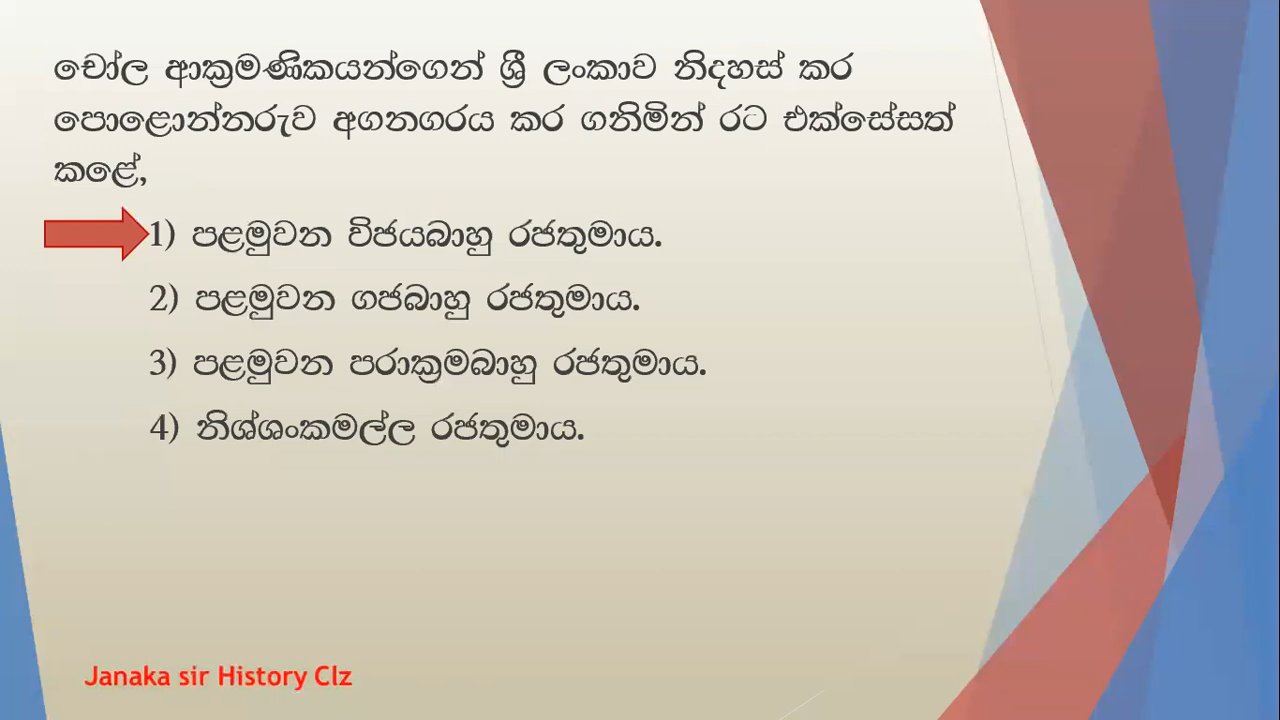 චෝල ආක්‍රමණිකයන්ගෙන් ශ්‍රී ලංකාව නිදහස් කර
පොළොන්නරුව අගනගරය කර ගනිමින් රට එක්සේසත්
කළේ,
1) පළමුවන විජයබාහු රජතුමාය.
2) පළමුවන ගජබාහු රජතුමාය.
3) පළමුවන පරාක්‍රමබාහු රජතුමාය.
4) නිශ්ශංකමල්ල රජතුමාය.
Janaka sir History Clz